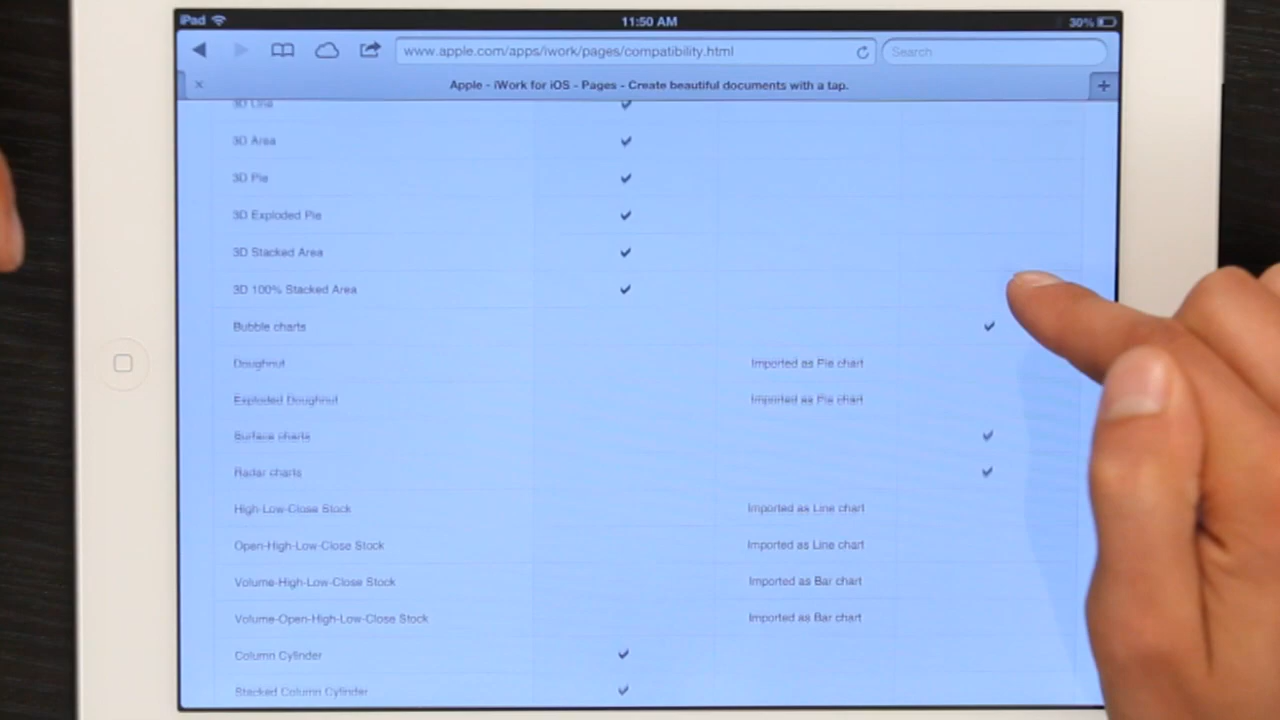 iPad 11:50 AM 30%
www.apple.com/apps/iwork/pages/compatibility.html Search
Apple - iWork for iOS - Pages - Create beautiful documents with a tap.
3D Line ✓
3D Area ✓
3D Pie ✓
3D Exploded Pie ✓
3D Stacked Area ✓
3D 100% Stacked Area ✓
Bubble charts ✓
Doughnut Imported as Pie chart
Exploded Doughnut Imported as Pie chart
Surface charts ✓
Radar charts ✓
High-Low-Close Stock Imported as Line chart
Open-High-Low-Close Stock Imported as Line chart
Volume-High-Low-Close Stock Imported as Bar chart
Volume-Open-High-Low-Close Stock Imported as Bar chart
Column Cylinder ✓
Stacked Column Cylinder ✓